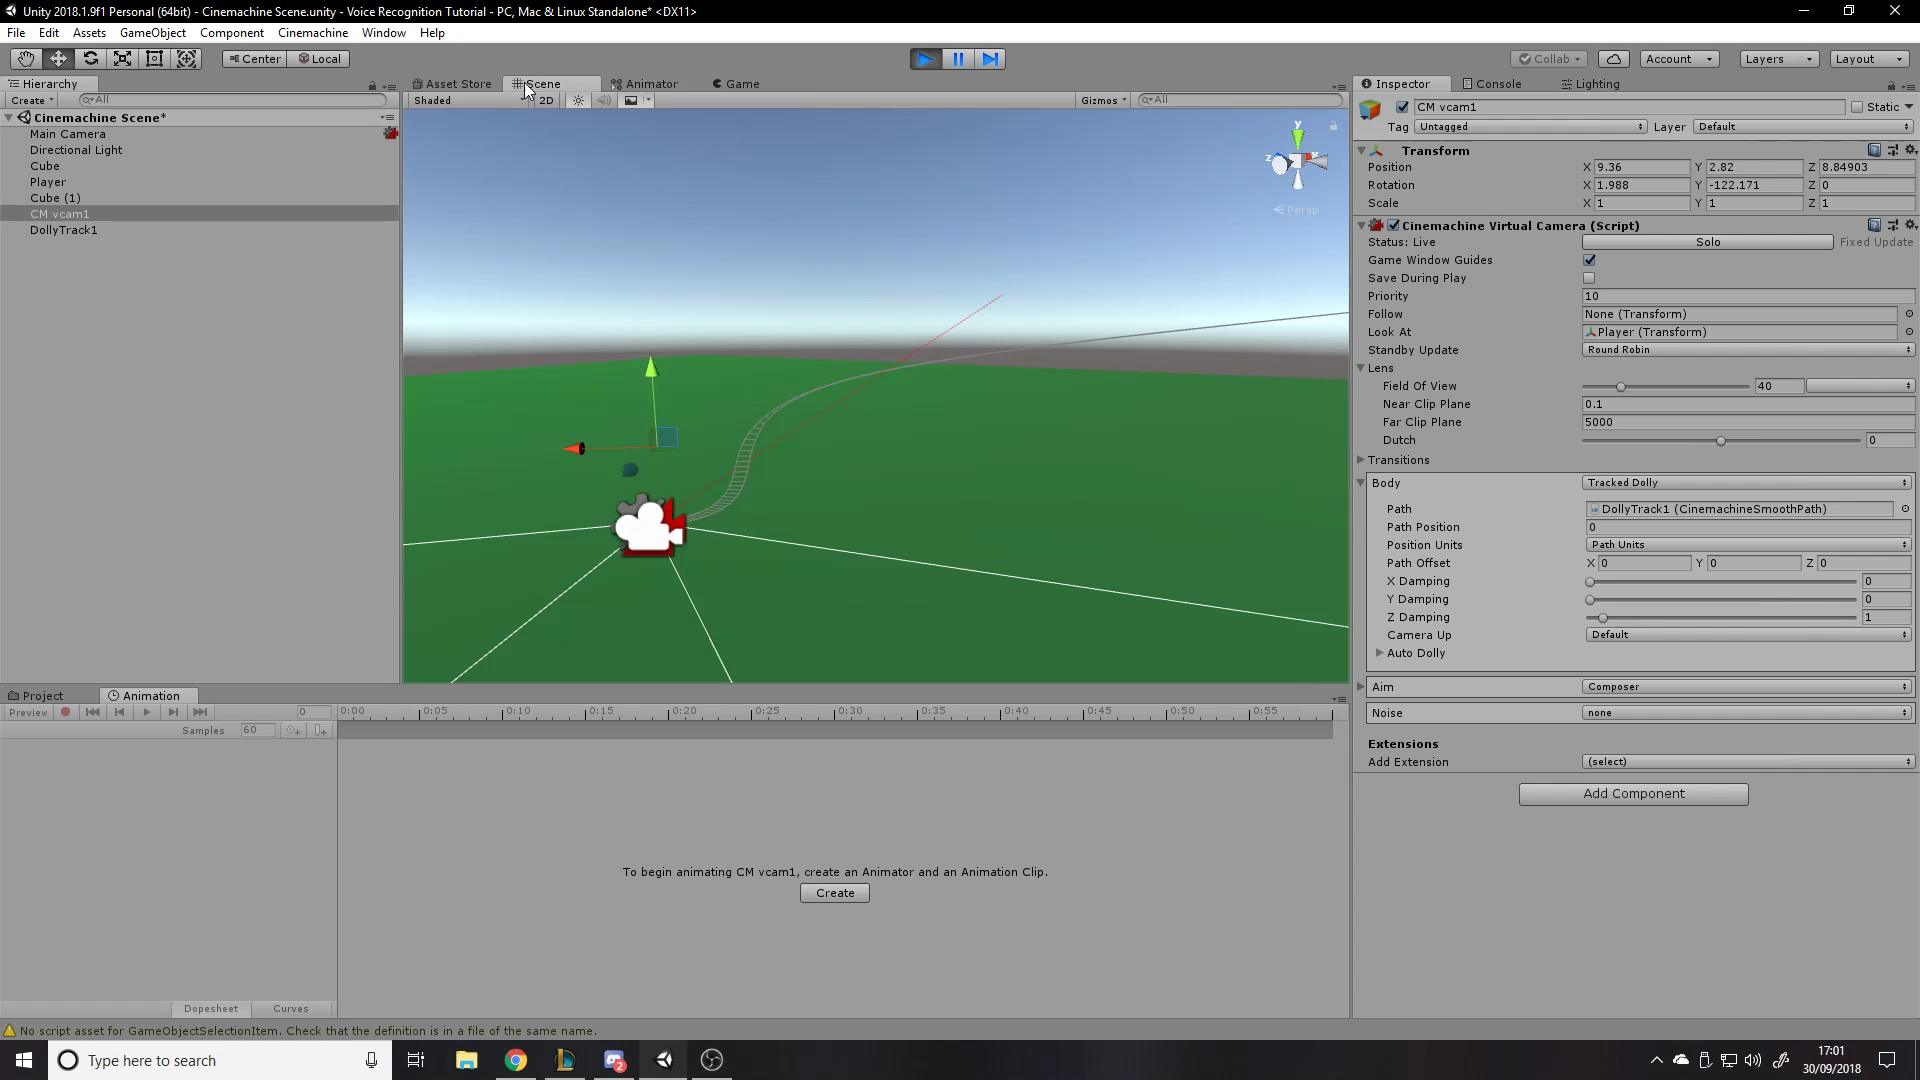 Unity 2018.1.9f1 Personal (64bit) - Cinemachine Scene.unity - Voice Recognition Tutorial - PC, Mac & Linux Standalone* <DX11>
File Edit Assets GameObject Component Cinemachine Window Help
Center Local Collab Account Layers Layout
Hierarchy
Create All
Cinemachine Scene*
Main Camera
Directional Light
Cube
Player
Cube (1)
CM vcam1
DollyTrack1
Asset Store Scene Animator Game
Shaded 2D Gizmos All
y
x
z
Persp
Inspector Console Lighting
CM vcam1 Static
Tag Untagged Layer Default
Transform
Position X 9.36 Y 2.82 Z 8.84903
Rotation X 1.988 Y -122.171 Z 0
Scale X 1 Y 1 Z 1
Cinemachine Virtual Camera (Script)
Status: Live Solo Fixed Update
Game Window Guides
Save During Play
Priority 10
Follow None (Transform)
Look At Player (Transform)
Standby Update Round Robin
Lens
Field Of View 40
Near Clip Plane 0.1
Far Clip Plane 5000
Dutch 0
Transitions
Body Tracked Dolly
Path DollyTrack1 (CinemachineSmoothPath)
Path Position 0
Position Units Path Units
Path Offset X 0 Y 0 Z 0
X Damping 0
Y Damping 0
Z Damping 1
Camera Up Default
Auto Dolly
Aim Composer
Noise none
Extensions
Add Extension (select)
Add Component
Project Animation
Preview 0 0:00 0:05 0:10 0:15 0:20 0:25 0:30 0:35 0:40 0:45 0:50 0:55
Samples 60
To begin animating CM vcam1, create an Animator and an Animation Clip.
Create
Dopesheet Curves
No script asset for GameObjectSelectionItem. Check that the definition is in a file of the same name.
Type here to search
2
17:01
30/09/2018